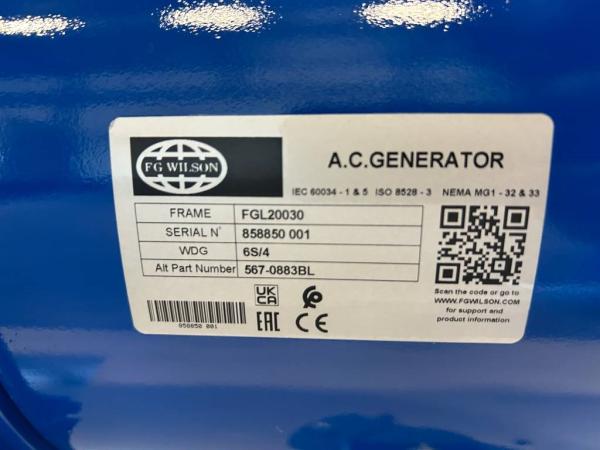 FG WILSON
A.C.GENERATOR
IEC 60034 - 1 & 5 ISO 8528 - 3 NEMA MG1 - 32 & 33
FRAME FGL20030
SERIAL N° 858850 001
WDG 6S/4
Alt Part Number 567-0883BL
Scan the code or go to
WWW.FGWILSON.COM
for support and
product information
858850 001
UK
CA
EAC CE